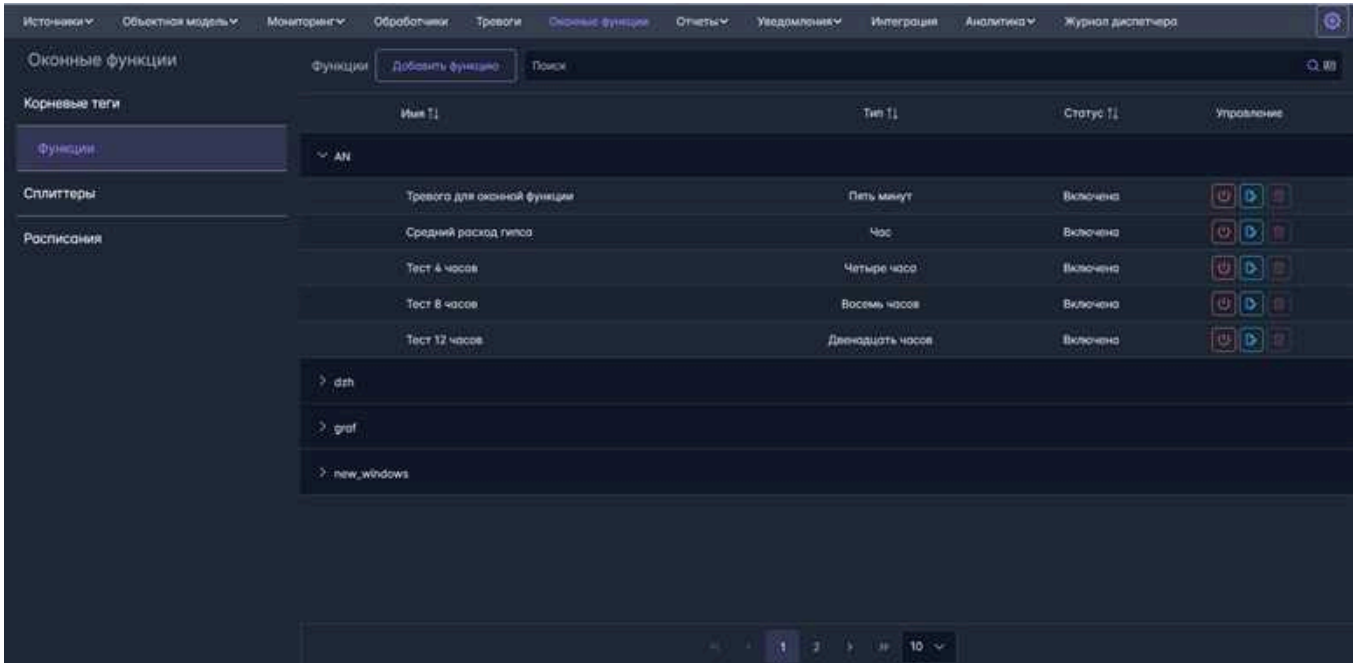 Источники Объектная модель Мониторинг Обработчики Тревоги Оконные функции Отчеты Уведомления Интеграция Аналитика Журнал диспетчера
Оконные функции
Функции Добавить функцию Поиск
Корневые теги
Имя Тип Статус Управление
Функции
AN
Сплиттеры
Тревога для оконной функции Пять минут Включена
Расписания
Средний расход гипса Час Включена
Тест 4 часов Четыре часа Включена
Тест 8 часов Восемь часов Включена
Тест 12 часов Двенадцать часов Включена
dzh
graf
new_windows
1 2 10